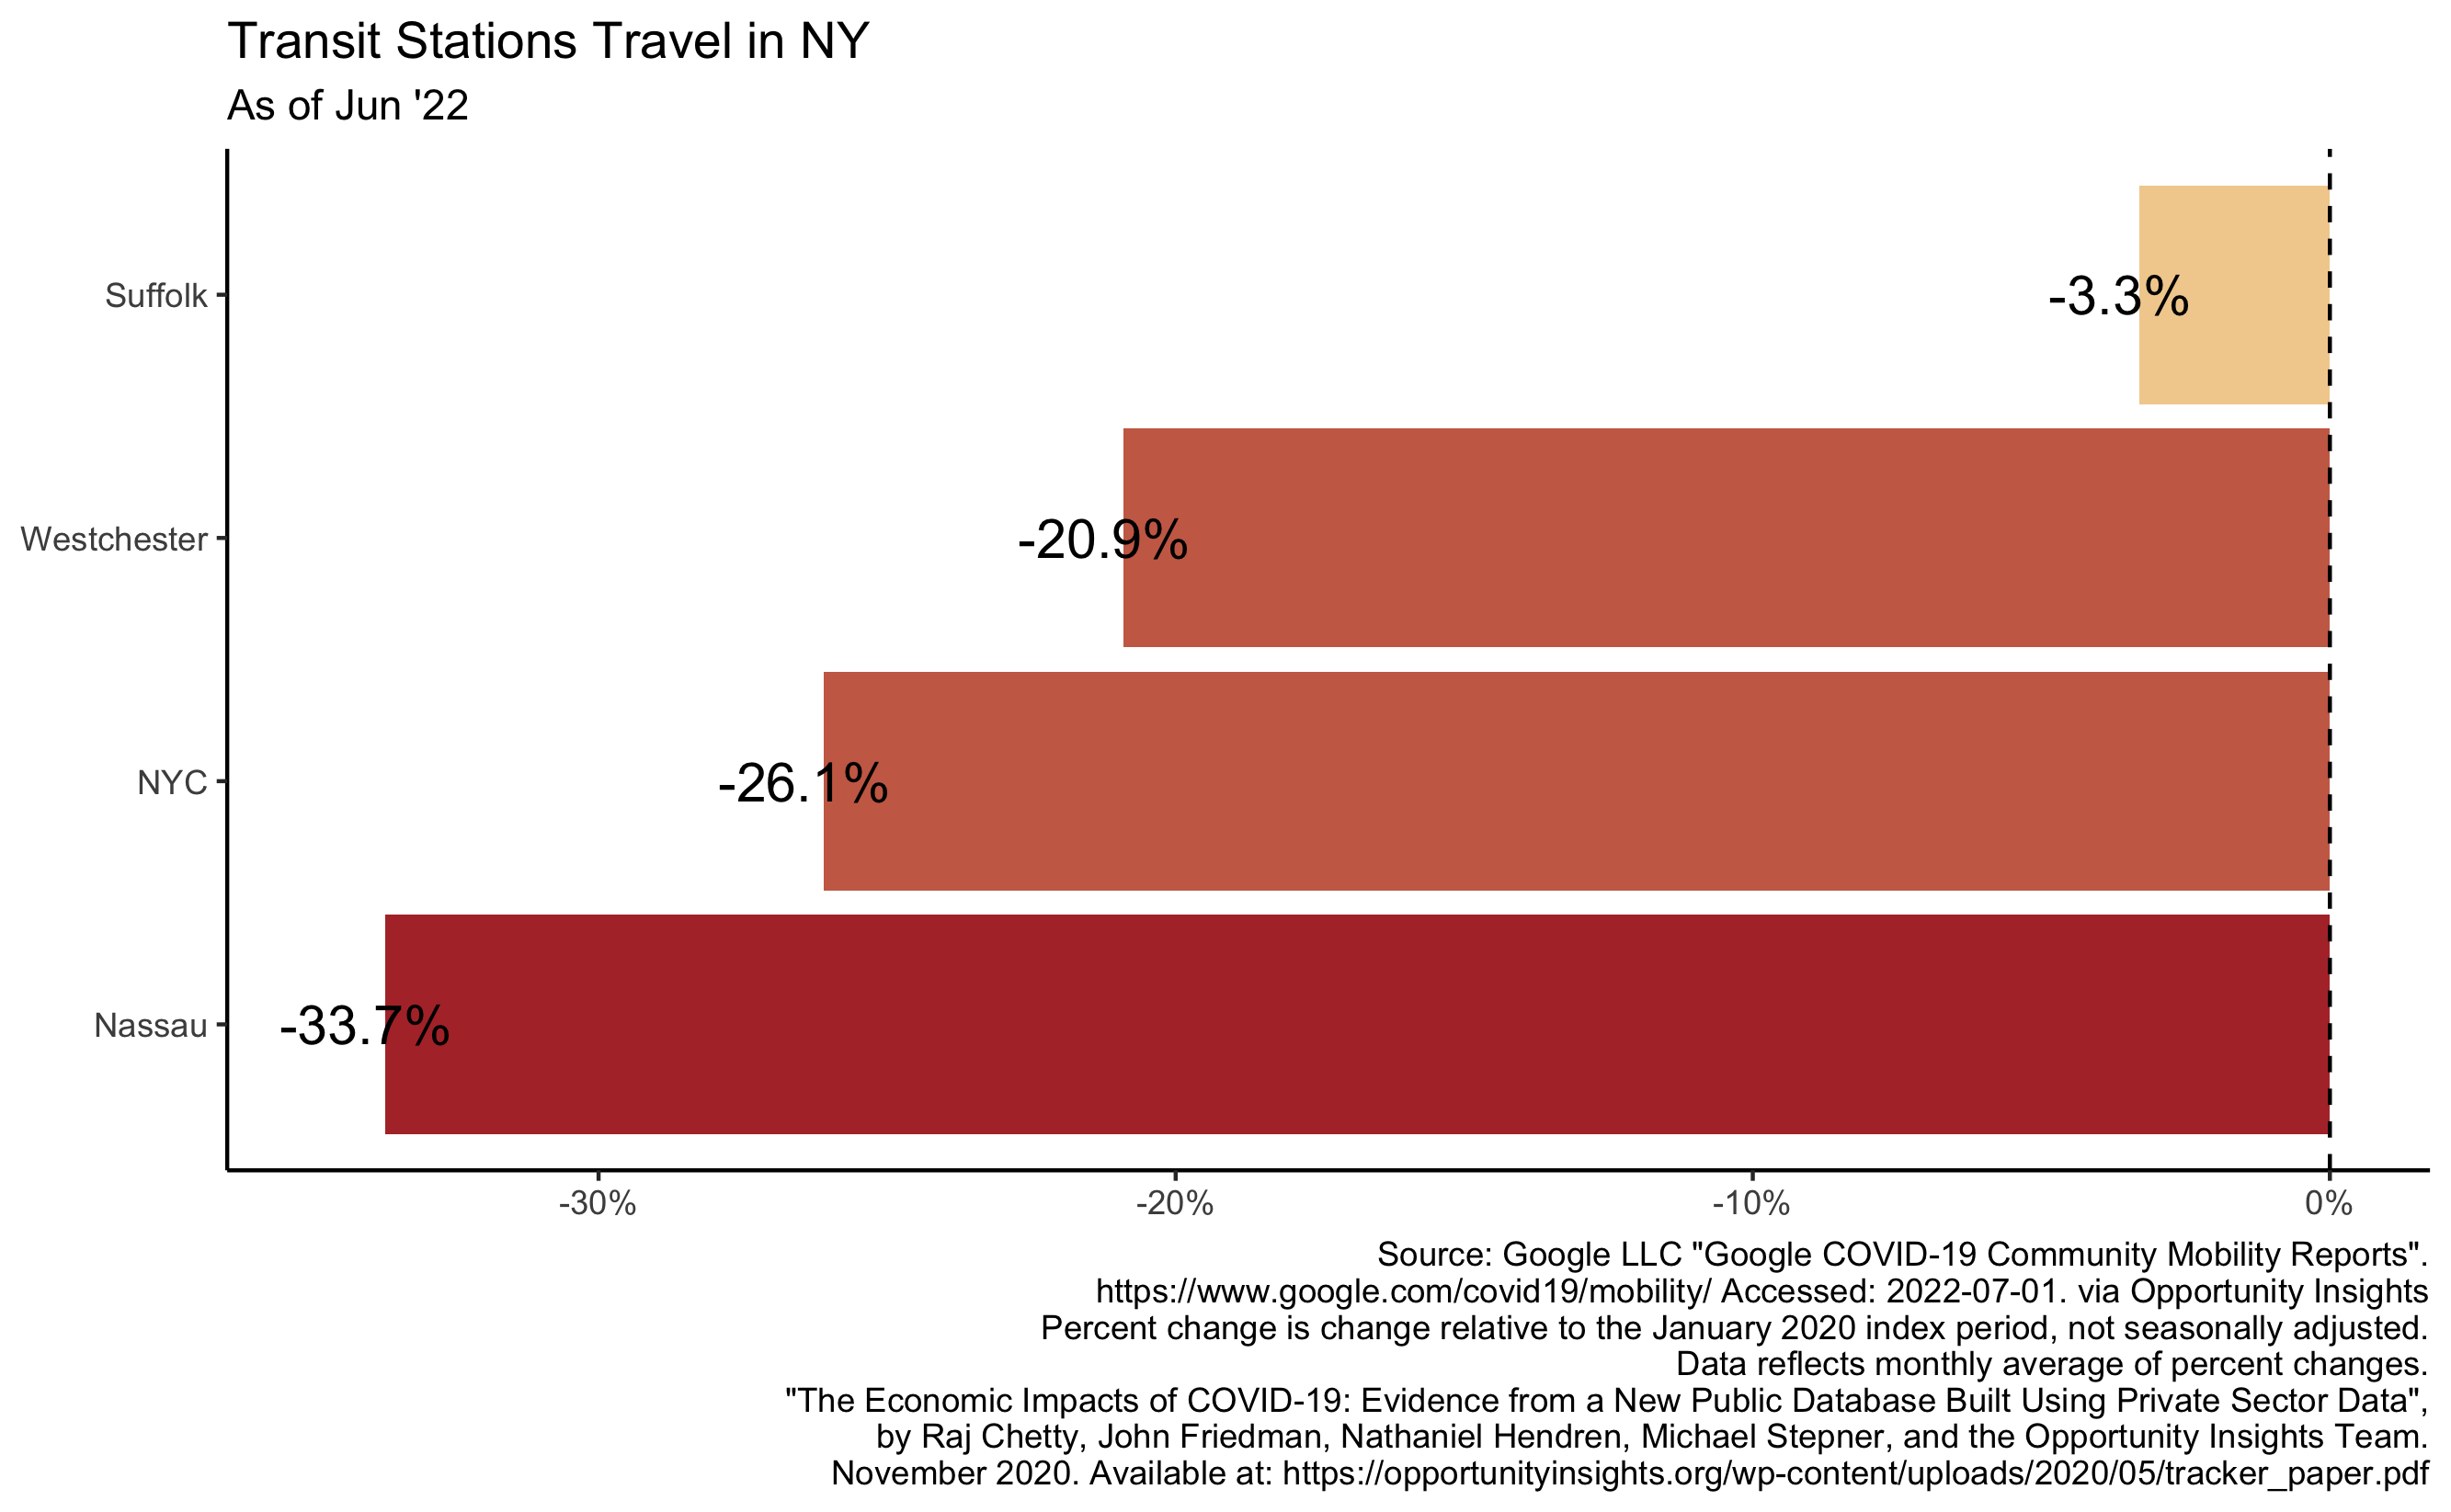 Transit Stations Travel in NY
As of Jun '22
Suffolk
-3.3%
Westchester
-20.9%
NYC
-26.1%
Nassau
-33.7%
-30% -20% -10% 0%
Source: Google LLC "Google COVID-19 Community Mobility Reports".
https://www.google.com/covid19/mobility/ Accessed: 2022-07-01. via Opportunity Insights
Percent change is change relative to the January 2020 index period, not seasonally adjusted.
Data reflects monthly average of percent changes.
"The Economic Impacts of COVID-19: Evidence from a New Public Database Built Using Private Sector Data",
by Raj Chetty, John Friedman, Nathaniel Hendren, Michael Stepner, and the Opportunity Insights Team.
November 2020. Available at: https://opportunityinsights.org/wp-content/uploads/2020/05/tracker_paper.pdf